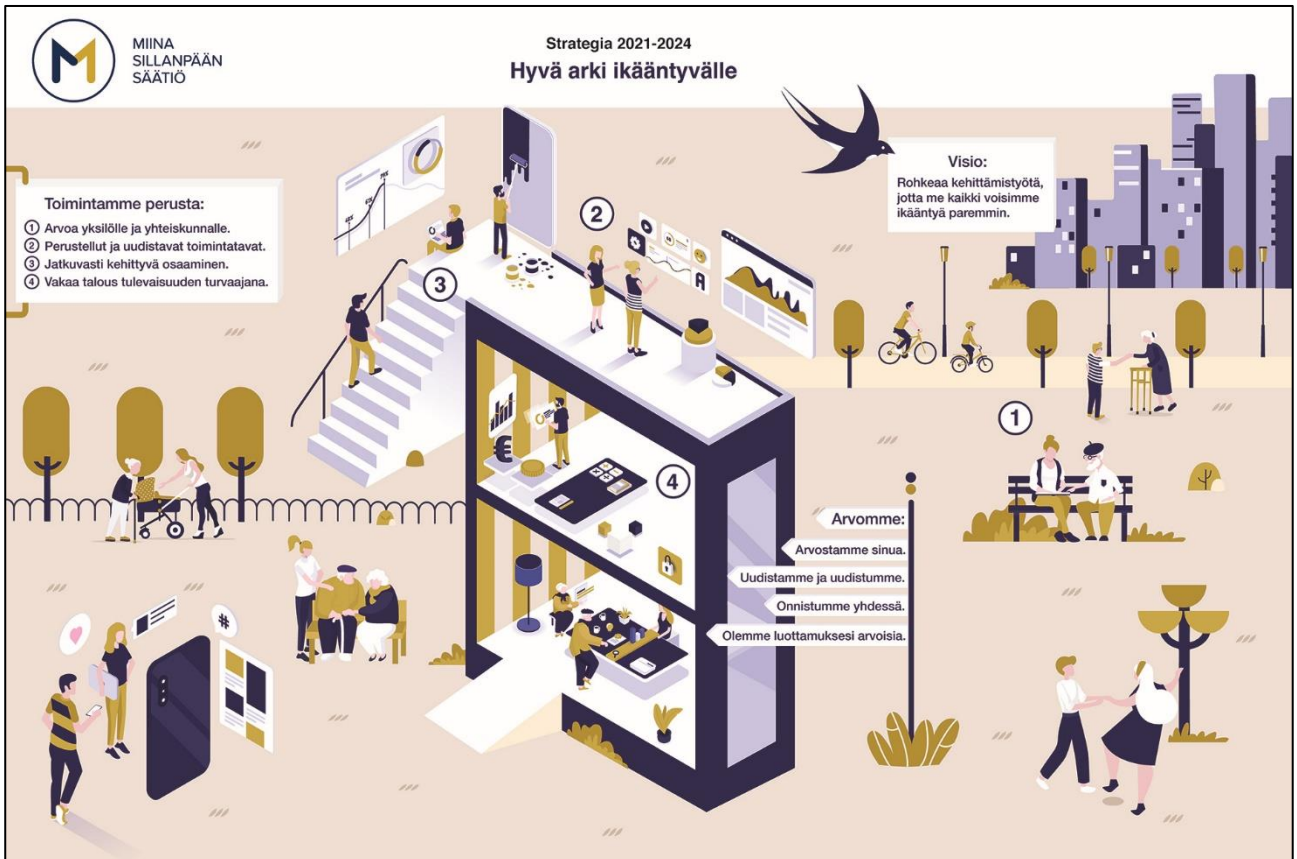 MIINA
SILLANPÄÄN
SÄÄTIÖ
Strategia 2021-2024
Hyvä arki ikääntyvälle
Toimintamme perusta:
1 Arvoa yksilölle ja yhteiskunnalle.
2 Perustellut ja uudistavat toimintatavat.
3 Jatkuvasti kehittyvä osaaminen.
4 Vakaa talous tulevaisuuden turvaajana.
Visio:
Rohkeaa kehittämistyötä,
jotta me kaikki voisimme
ikääntyä paremmin.
2
3
1
4
€
A
#
Arvomme:
Arvostamme sinua.
Uudistamme ja uudistumme.
Onnistumme yhdessä.
Olemme luottamuksesi arvoisia.